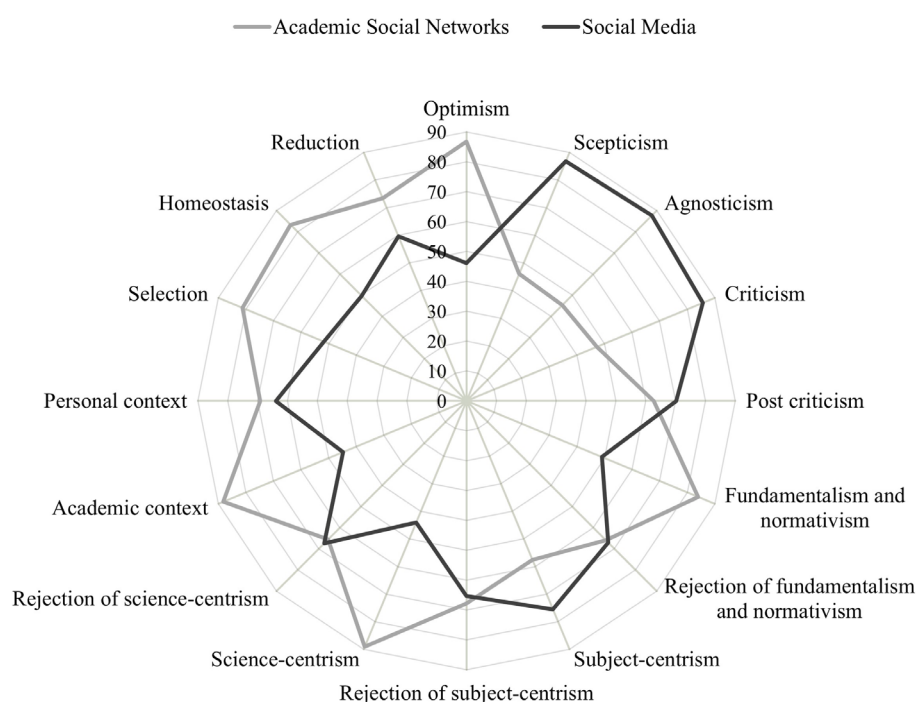 Academic Social Networks
Social Media
Optimism
90
Reduction
Scepticism
80
Homeostasis
70
Agnosticism
60
50
Selection
40
Criticism
30
20
10
Personal context
0
Post criticism
Academic context
Fundamentalism and
normativism
Rejection of science-centrism
Rejection of fundamentalism
and normativism
Science-centrism
Subject-centrism
Rejection of subject-centrism